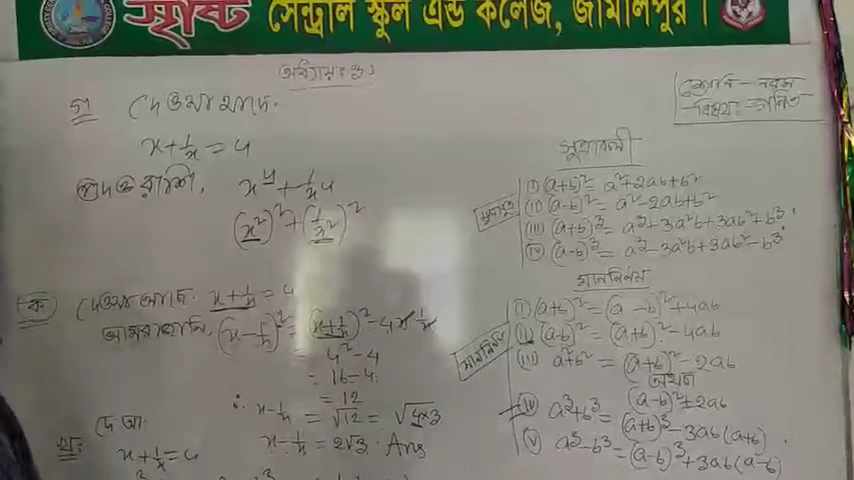 সৃষ্টি সেন্ট্রাল স্কুল এন্ড কলেজ, জামালপুর।
অধ্যায়ঃ ৩।
শ্রেণি - নবম
বিষয়ঃ গণিত
গ) দেওয়া আছে.
x + 1/x = 4
প্রদত্ত রাশি, x⁴ + 1/x⁴
(x²)² + (1/x²)²
ক দেওয়া আছে. x + 1/x = 4
আমরা জানি, (x - 1/x)² = (x + 1/x)² - 4·x·1/x
= 4² - 4
= 16 - 4
= 12
∴ x - 1/x = √12 = √4×3
x - 1/x = 2√3. Ans
খ: দে আ:
x + 1/x = 4
সূত্রাবলী
i) (a+b)² = a²+2ab+b²
ii) (a-b)² = a²-2ab+b²
iii) (a+b)³ = a³+3a²b+3ab²+b³
iv) (a-b)³ = a³-3a²b+3ab²-b³
মান নির্ণয়
i) (a+b)² = (a-b)²+4ab
ii) (a-b)² = (a+b)²-4ab
iii) a²+b² = (a+b)²-2ab
অথবা
(a-b)²+2ab
iv) a³+b³ = (a+b)³-3ab(a+b)
v) a³-b³ = (a-b)³+3ab(a-b)